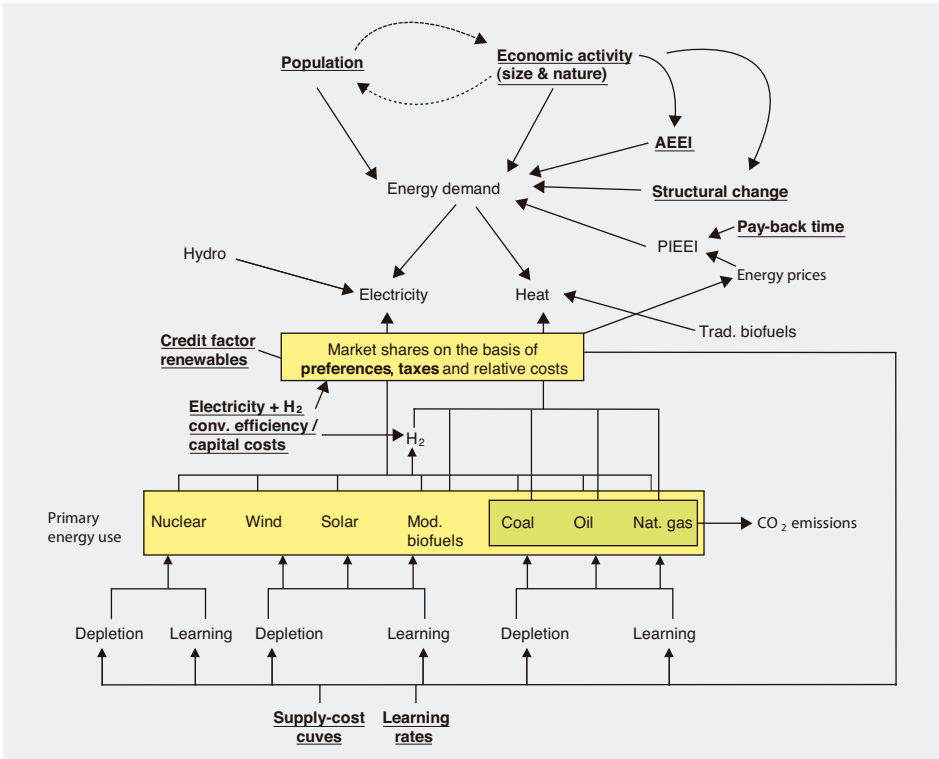 Population
Economic activity
(size & nature)
AEEI
Energy demand
Structural change
Pay-back time
PIEEI
Hydro
Energy prices
Electricity
Heat
Trad. biofuels
Credit factor
renewables
Market shares on the basis of
preferences, taxes and relative costs
Electricity + H₂
conv. efficiency /
capital costs
H₂
Primary
energy use
Nuclear
Wind
Solar
Mod.
biofuels
Coal
Oil
Nat. gas
CO₂ emissions
Depletion
Learning
Depletion
Learning
Depletion
Learning
Supply-cost
cuves
Learning
rates